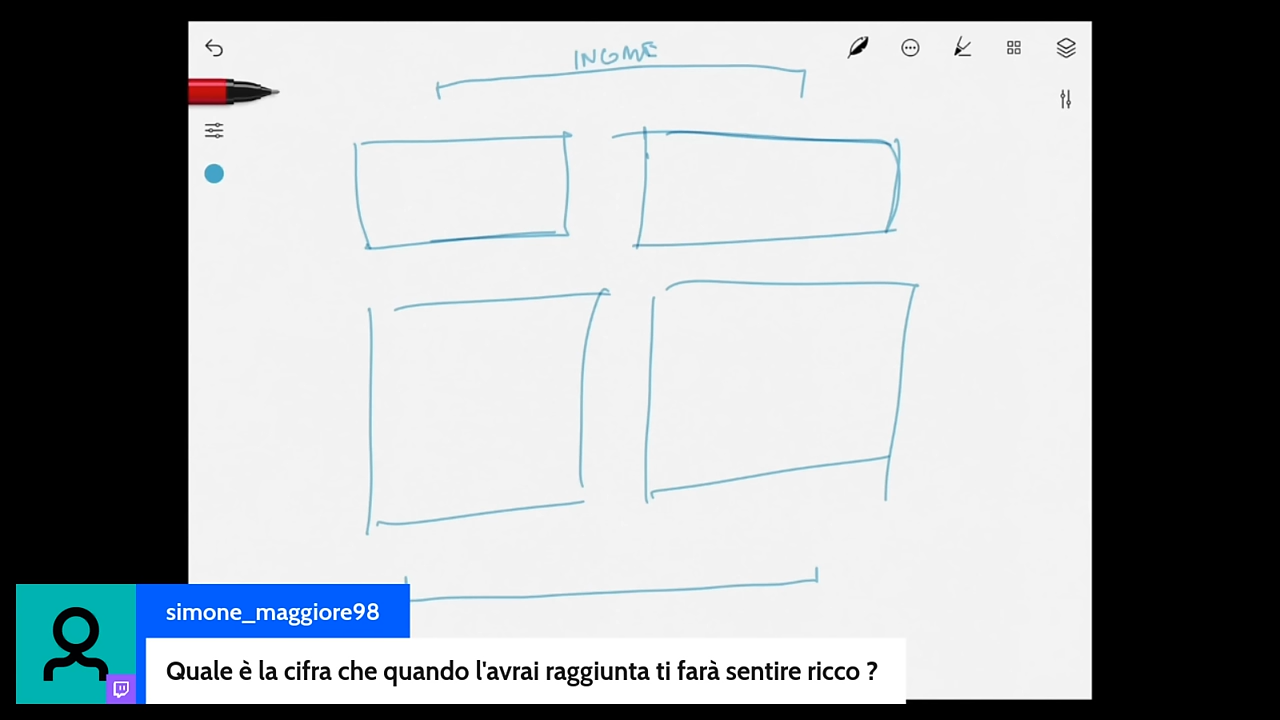 INCOME
simone_maggiore98
Quale è la cifra che quando l'avrai raggiunta ti farà sentire ricco ?